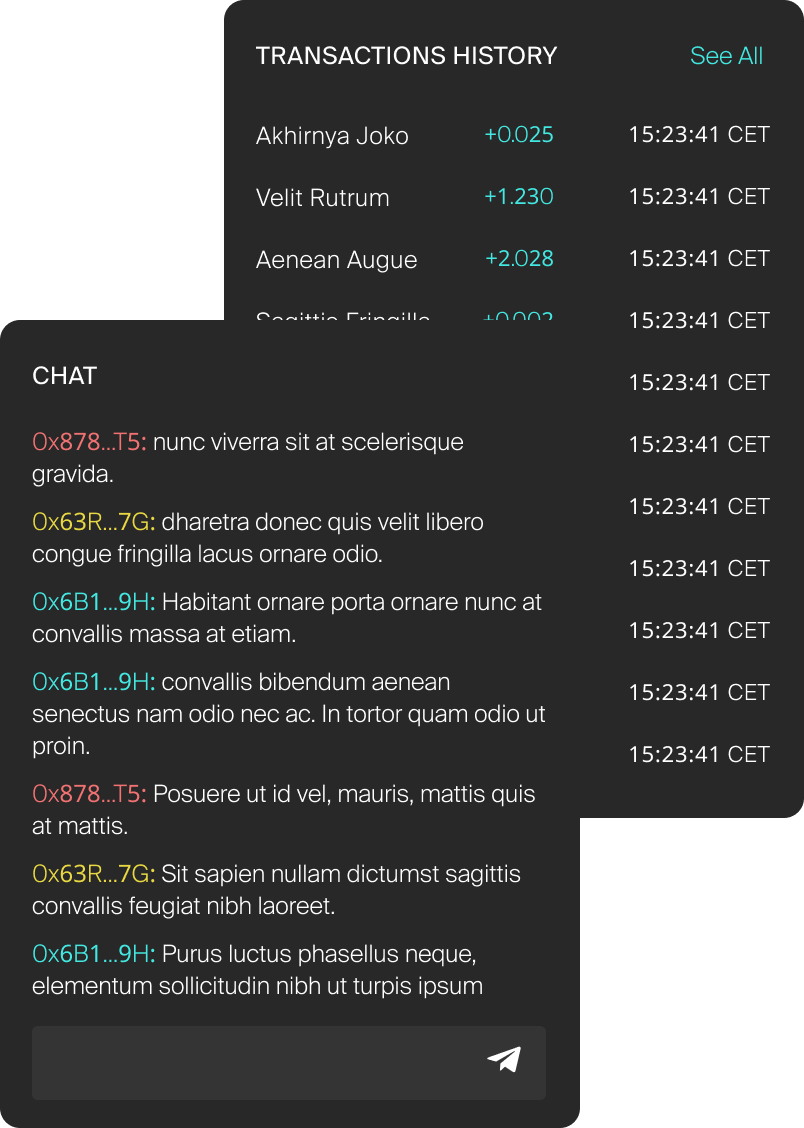 TRANSACTIONS HISTORY See All
Akhirnya Joko +0.025 15:23:41 CET
Velit Rutrum +1.230 15:23:41 CET
Aenean Augue +2.028 15:23:41 CET
Sagittis Fringilla +0.002 15:23:41 CET
15:23:41 CET
15:23:41 CET
15:23:41 CET
15:23:41 CET
15:23:41 CET
15:23:41 CET
15:23:41 CET
CHAT
0x878...T5: nunc viverra sit at scelerisque
gravida.
0x63R...7G: dharetra donec quis velit libero
congue fringilla lacus ornare odio.
0x6B1...9H: Habitant ornare porta ornare nunc at
convallis massa at etiam.
0x6B1...9H: convallis bibendum aenean
senectus nam odio nec ac. In tortor quam odio ut
proin.
0x878...T5: Posuere ut id vel, mauris, mattis quis
at mattis.
0x63R...7G: Sit sapien nullam dictumst sagittis
convallis feugiat nibh laoreet.
0x6B1...9H: Purus luctus phasellus neque,
elementum sollicitudin nibh ut turpis ipsum